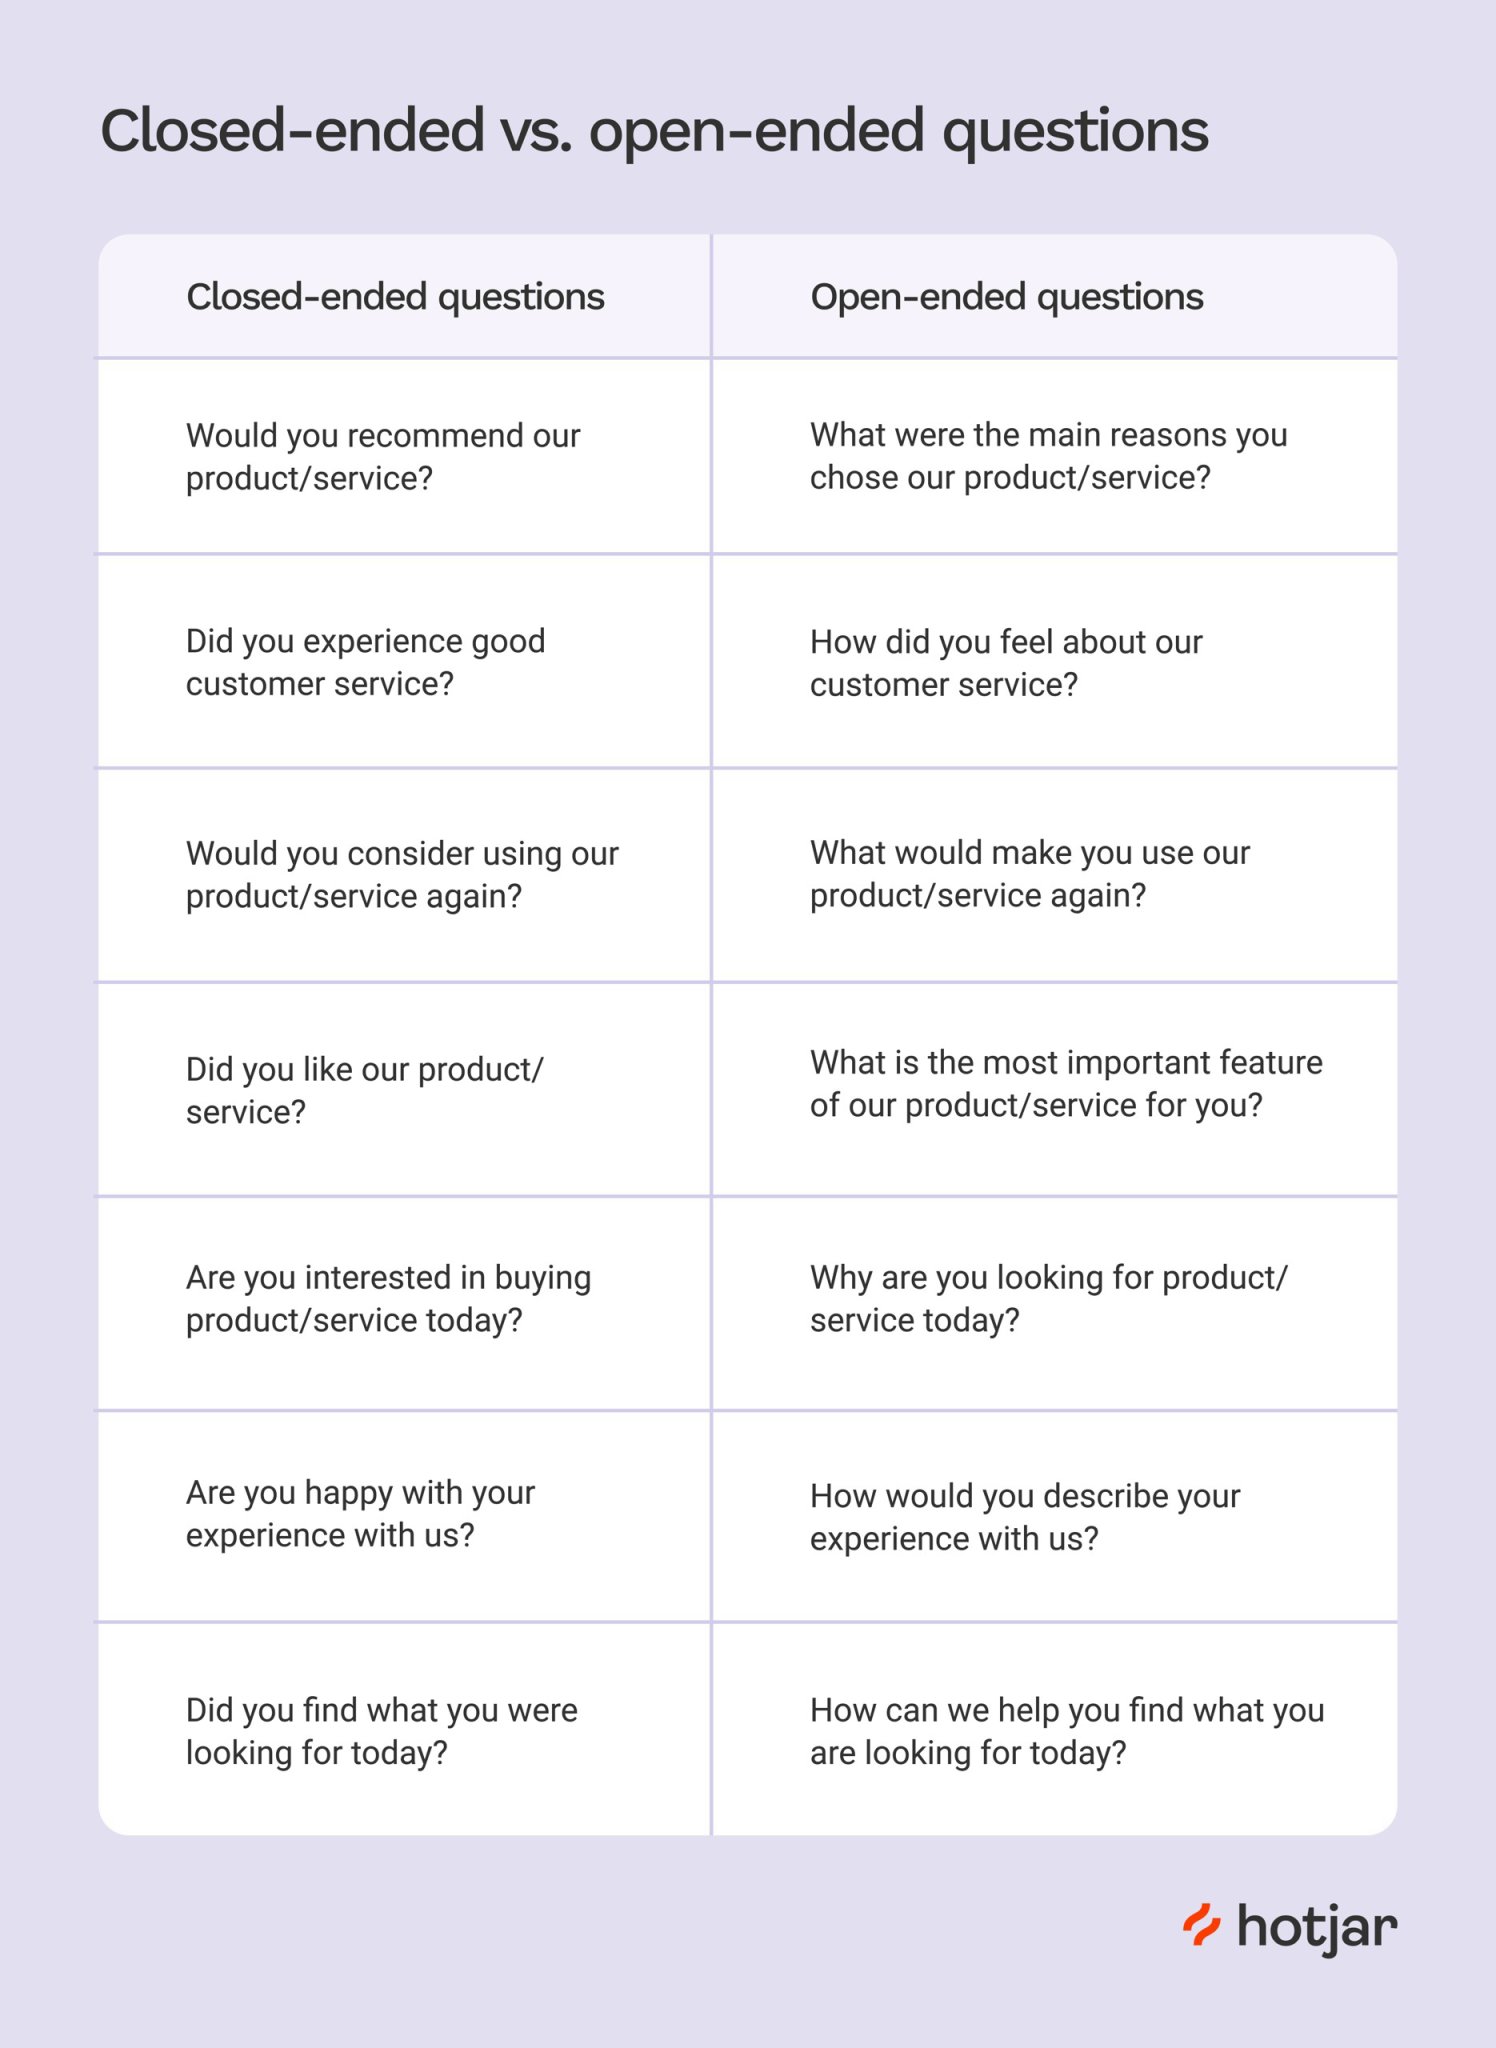 Closed-ended vs. open-ended questions
Closed-ended questions
Open-ended questions
Would you recommend our
product/service?
What were the main reasons you
chose our product/service?
Did you experience good
customer service?
How did you feel about our
customer service?
Would you consider using our
product/service again?
What would make you use our
product/service again?
Did you like our product/
service?
What is the most important feature
of our product/service for you?
Are you interested in buying
product/service today?
Why are you looking for product/
service today?
Are you happy with your
experience with us?
How would you describe your
experience with us?
Did you find what you were
looking for today?
How can we help you find what you
are looking for today?
hotjar